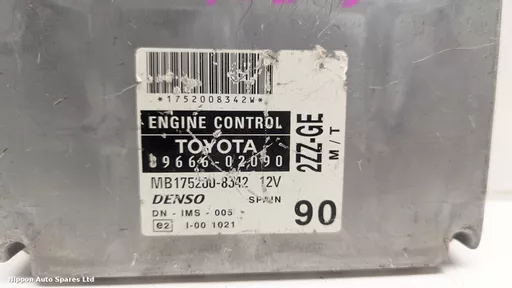 *1752008342W*
ENGINE CONTROL
TOYOTA
89666-02090
MB175200-8342 12V
DENSO SPAIN
DN - IMS - 005
e2 I-00 1021
2ZZ-GE
M/T
90
Nippon Auto Spares Ltd